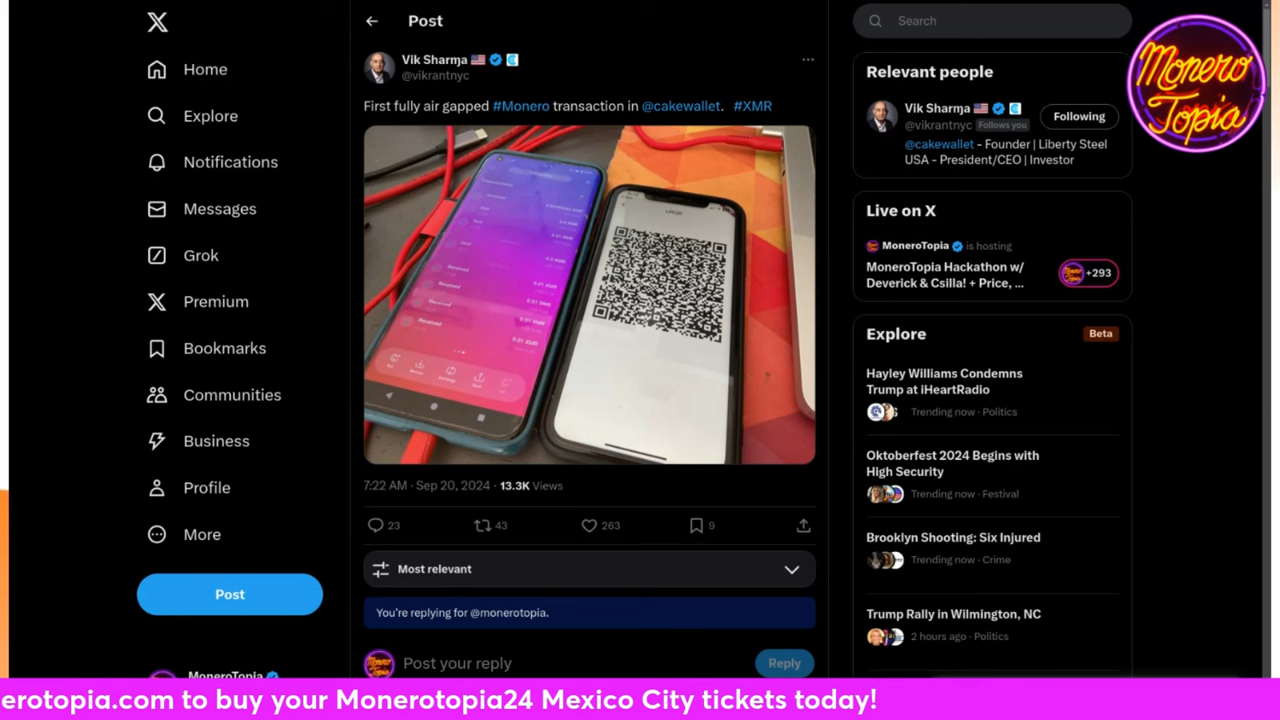 Home
Explore
Notifications
Messages
Grok
Premium
Bookmarks
Communities
Business
Profile
More
Post
MoneroTopia
Post
Vik Sharma
@vikrantnyc
First fully air gapped #Monero transaction in @cakewallet. #XMR
Received
Received
Received
URQR
7:22 AM · Sep 20, 2024 · 13.3K Views
23 43 263 9
Most relevant
You're replying for @monerotopia.
Post your reply
Reply
Search
Relevant people
Vik Sharma
@vikrantnyc Follows you
Following
@cakewallet - Founder | Liberty Steel
USA - President/CEO | Investor
Live on X
MoneroTopia is hosting
MoneroTopia Hackathon w/
Deverick & Csilla! + Price, ...
+293
Explore
Beta
Hayley Williams Condemns
Trump at iHeartRadio
Trending now · Politics
Oktoberfest 2024 Begins with
High Security
Trending now · Festival
Brooklyn Shooting: Six Injured
Trending now · Crime
Trump Rally in Wilmington, NC
2 hours ago · Politics
Monero
Topia
erotopia.com to buy your Monerotopia24 Mexico City tickets today!